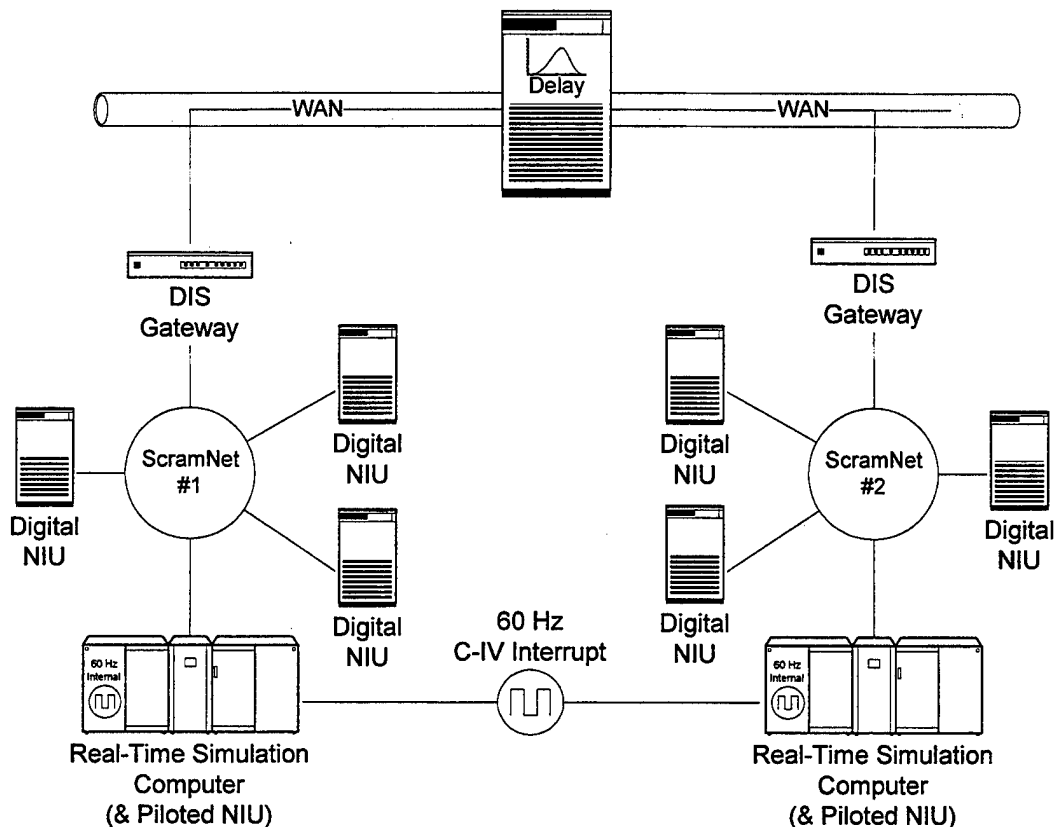 Delay
WAN
WAN
DIS
Gateway
DIS
Gateway
Digital
NIU
Digital
NIU
ScramNet
#1
ScramNet
#2
Digital
NIU
Digital
NIU
Digital
NIU
Digital
NIU
60 Hz
C-IV Interrupt
60 Hz
Internal
60 Hz
Internal
Real-Time Simulation
Computer
(& Piloted NIU)
Real-Time Simulation
Computer
(& Piloted NIU)